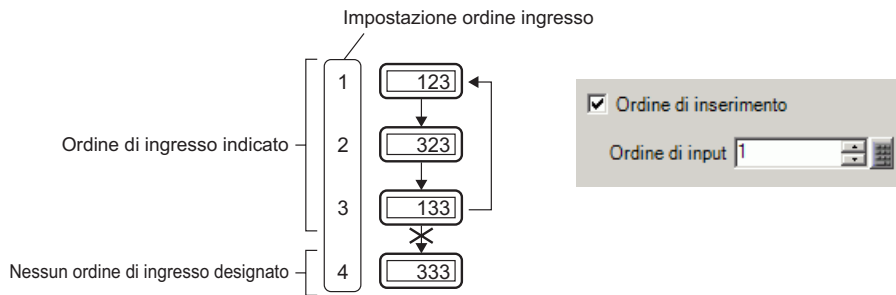 Impostazione ordine ingresso
1 123
Ordine di ingresso indicato 2 323
3 133
Nessun ordine di ingresso designato 4 333
Ordine di inserimento
Ordine di input 1